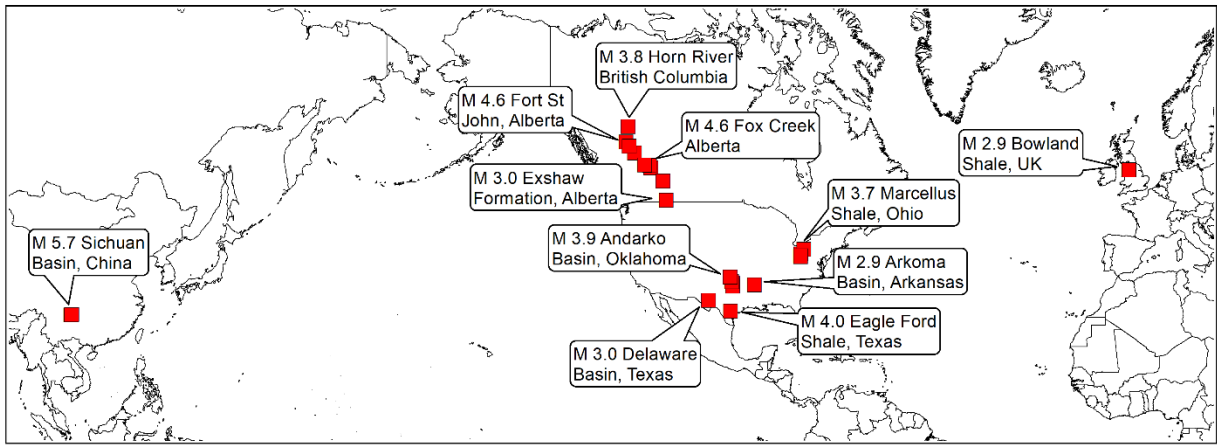 M 3.8 Horn River
British Columbia
M 4.6 Fort St
John, Alberta
M 4.6 Fox Creek
Alberta
M 2.9 Bowland
Shale, UK
M 3.0 Exshaw
Formation, Alberta
M 3.7 Marcellus
Shale, Ohio
M 5.7 Sichuan
Basin, China
M 3.9 Andarko
Basin, Oklahoma
M 2.9 Arkoma
Basin, Arkansas
M 4.0 Eagle Ford
Shale, Texas
M 3.0 Delaware
Basin, Texas